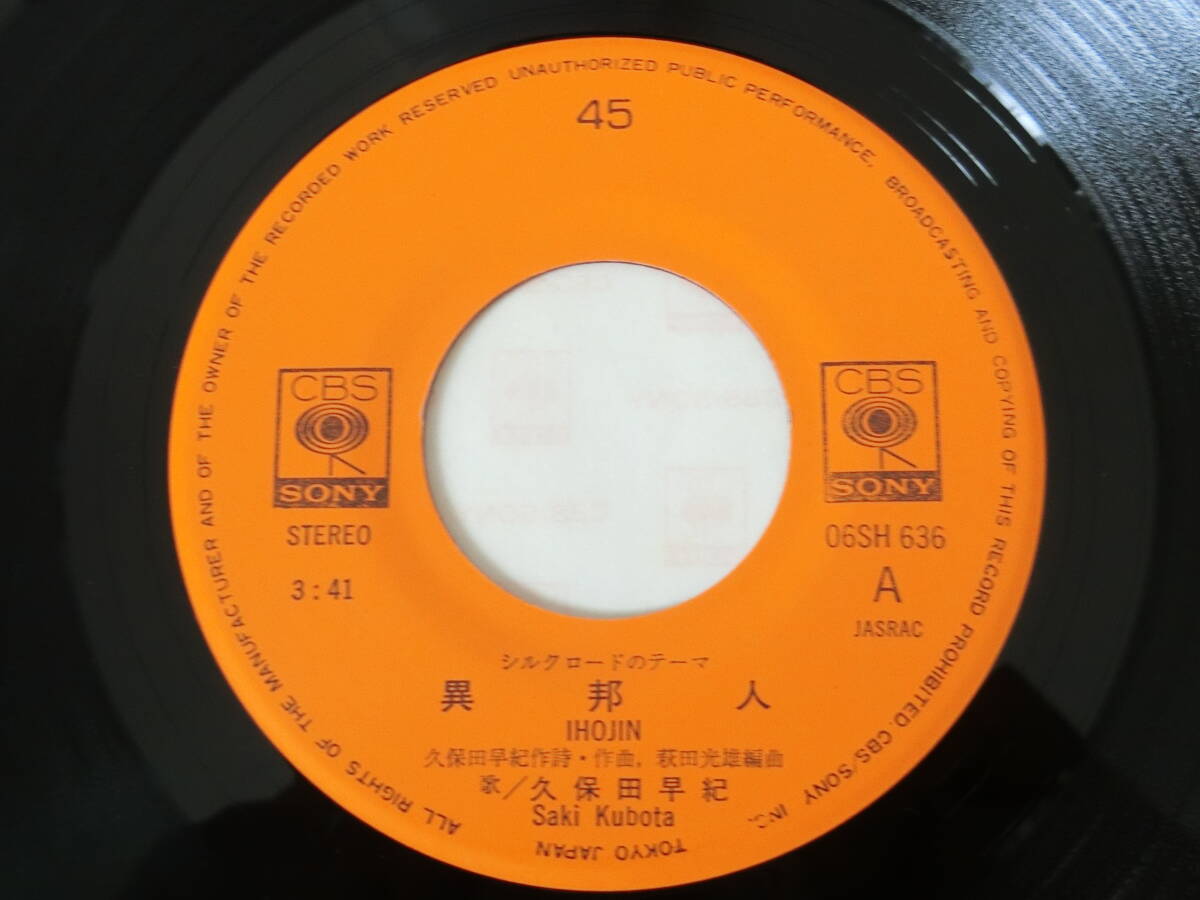 45
ALL RIGHTS OF THE MANUFACTURER AND OF THE OWNER OF THE RECORDED WORK RESERVED UNAUTHORIZED PUBLIC PERFORMANCE, BROADCASTING AND COPYING OF THIS RECORD PROHIBITED. CBS/SONY INC.
TOKYO JAPAN
CBS
SONY
STEREO
3:41
CBS
SONY
06SH 636
A
JASRAC
シルクロードのテーマ
異邦人
IHOJIN
久保田早紀作詩・作曲, 萩田光雄編曲
歌/久保田早紀
Saki Kubota